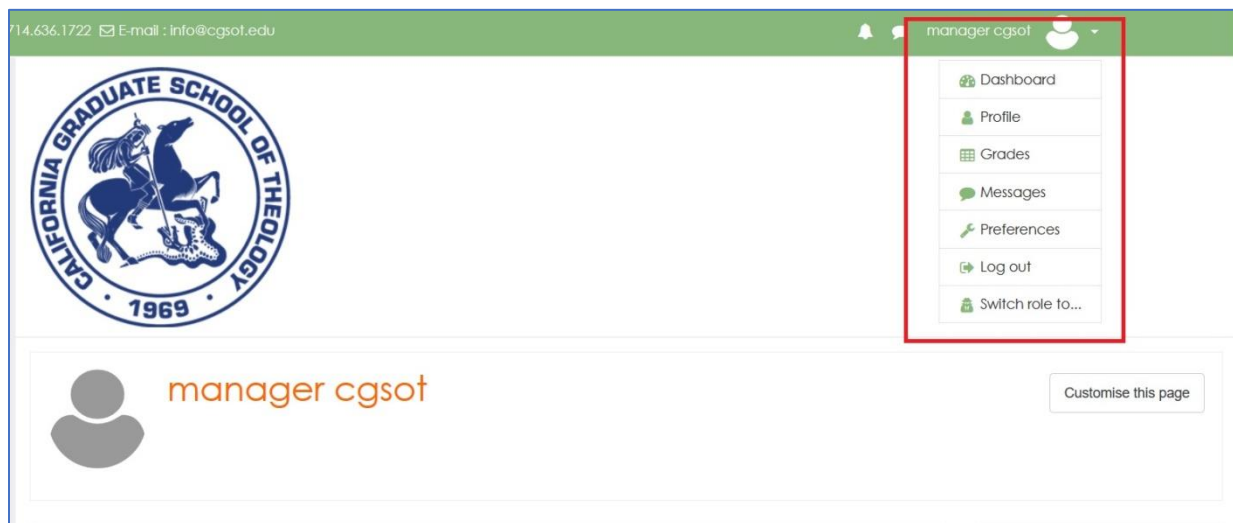 714.636.1722 E-mail : info@cgsot.edu
manager cgsot
Dashboard
Profile
Grades
Messages
Preferences
Log out
Switch role to...
CALIFORNIA GRADUATE SCHOOL OF THEOLOGY
· 1969 ·
manager cgsot
Customise this page